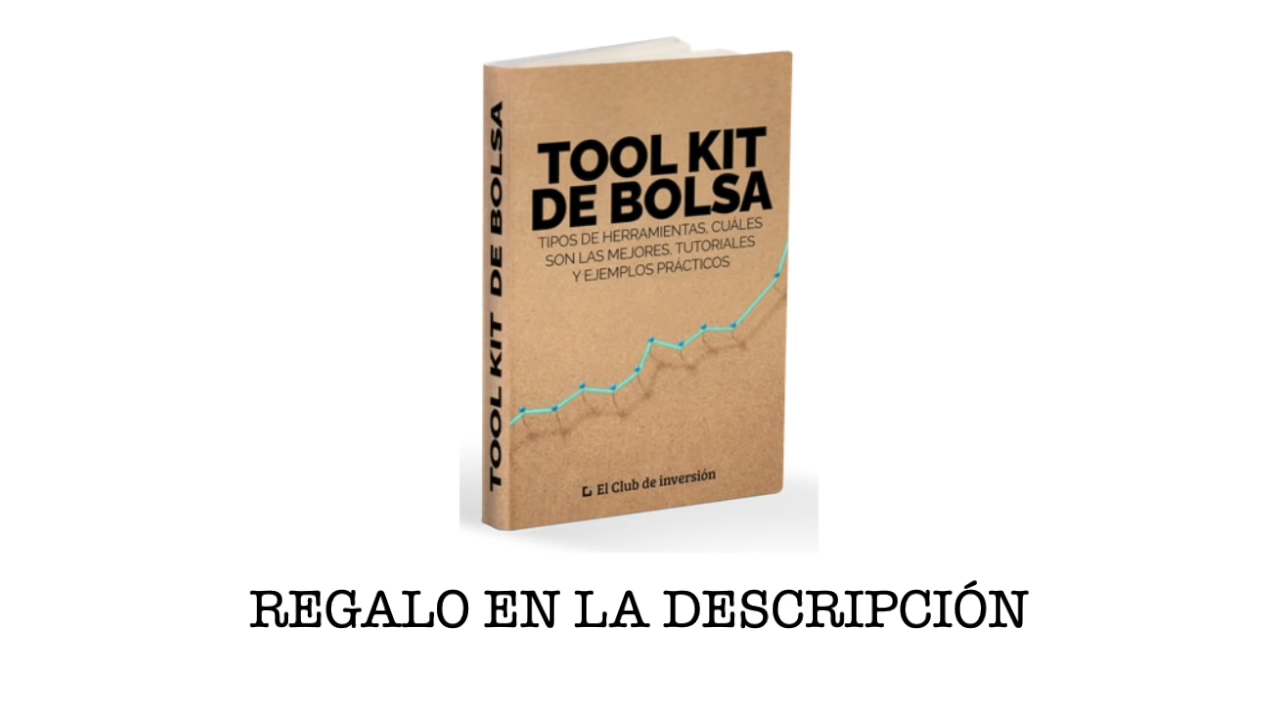 TOOL KIT DE BOLSA
TOOL KIT
DE BOLSA
TIPOS DE HERRAMIENTAS, CUÁLES
SON LAS MEJORES, TUTORIALES
Y EJEMPLOS PRÁCTICOS
El Club de inversión
REGALO EN LA DESCRIPCIÓN